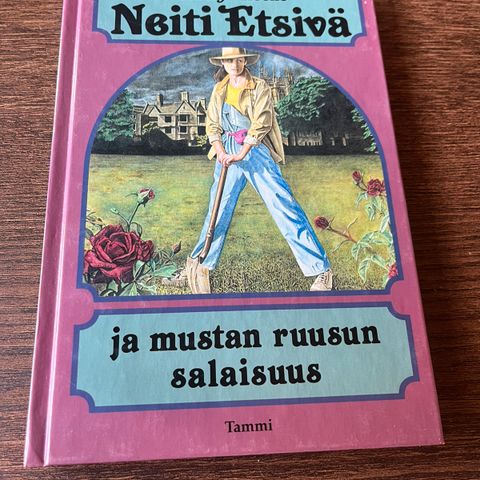 Neiti Etsivä
ja mustan ruusun
salaisuus
Tammi